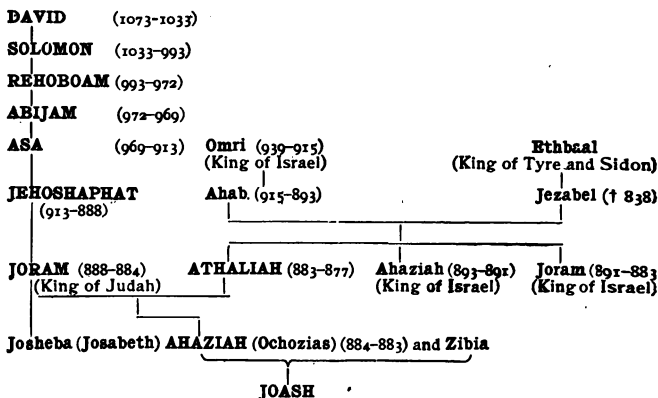 DAVID (1073-1033)
SOLOMON (1033-993)
REHOBOAM (993-972)
ABIJAM (972-969)
ASA (969-913) Omri (939-915) Ethbaal
(King of Israel) (King of Tyre and Sidon)
JEHOSHAPHAT Ahab. (915-893) Jezabel († 838)
(913-888)
JORAM (888-884) ATHALIAH (883-877) Ahaziah (893-891) Joram (891-883
(King of Judah) (King of Israel) (King of Israel)
Josheba (Josabeth) AHAZIAH (Ochozias) (884-883) and Zibia
JOASH